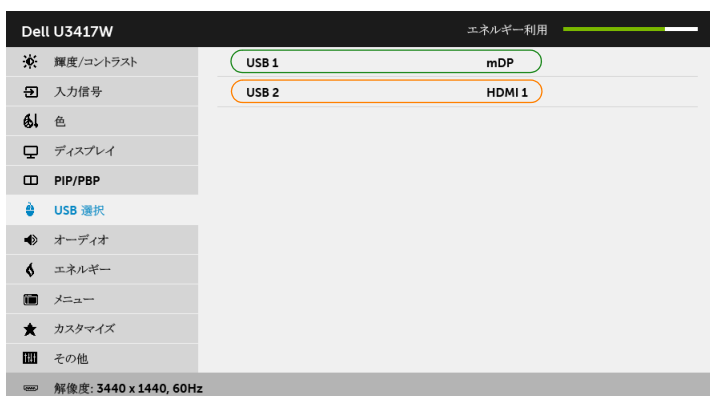 Dell U3417W エネルギー利用
輝度/コントラスト USB 1 mDP
入力信号 USB 2 HDMI 1
色
ディスプレイ
PIP/PBP
USB 選択
オーディオ
エネルギー
メニュー
カスタマイズ
その他
解像度: 3440 x 1440, 60Hz